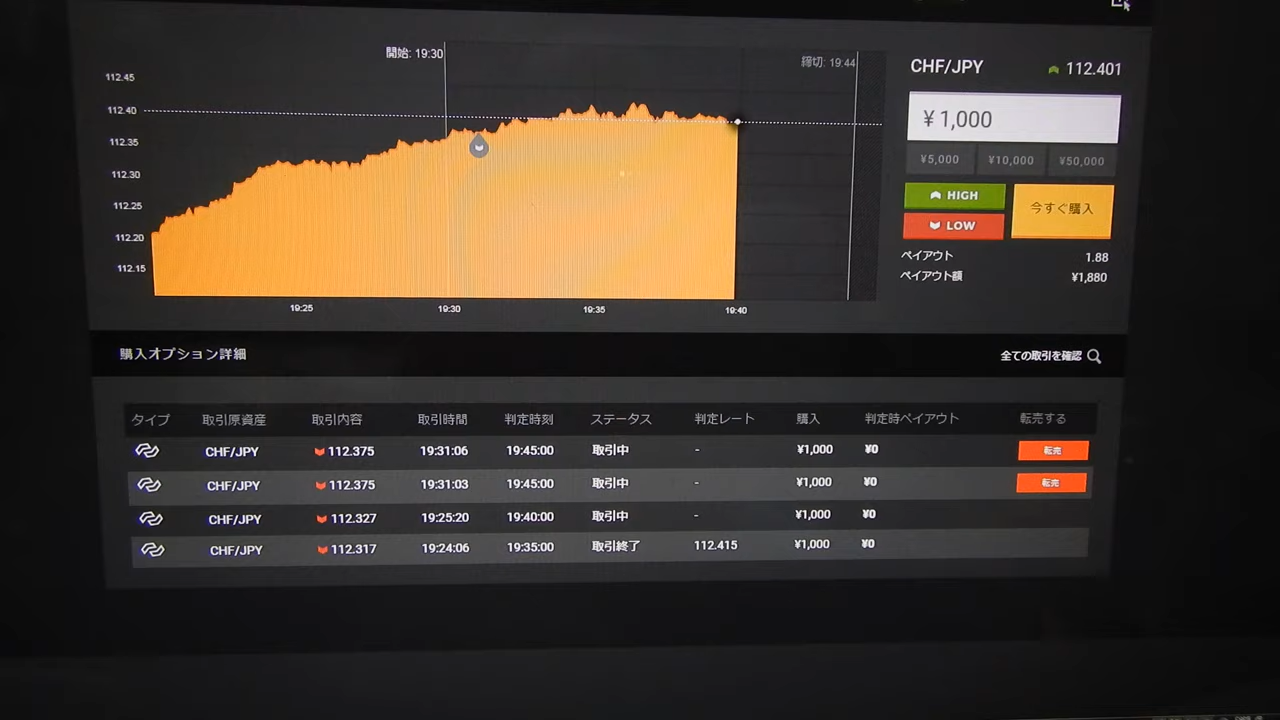 開始: 19:30
締切: 19:44
112.45
112.40
112.35
112.30
112.25
112.20
112.15
19:25
19:30
19:35
19:40
CHF/JPY 112.401
¥ 1,000
¥5,000 ¥10,000 ¥50,000
HIGH
LOW
今すぐ購入
ペイアウト 1.88
ペイアウト額 ¥1,880
購入オプション詳細
全ての取引を確認
タイプ 取引原資産 取引内容 取引時間 判定時刻 ステータス 判定レート 購入 判定時ペイアウト 転売する
CHF/JPY 112.375 19:31:06 19:45:00 取引中 - ¥1,000 ¥0 転売
CHF/JPY 112.375 19:31:03 19:45:00 取引中 - ¥1,000 ¥0 転売
CHF/JPY 112.327 19:25:20 19:40:00 取引中 - ¥1,000 ¥0
CHF/JPY 112.317 19:24:06 19:35:00 取引終了 112.415 ¥1,000 ¥0